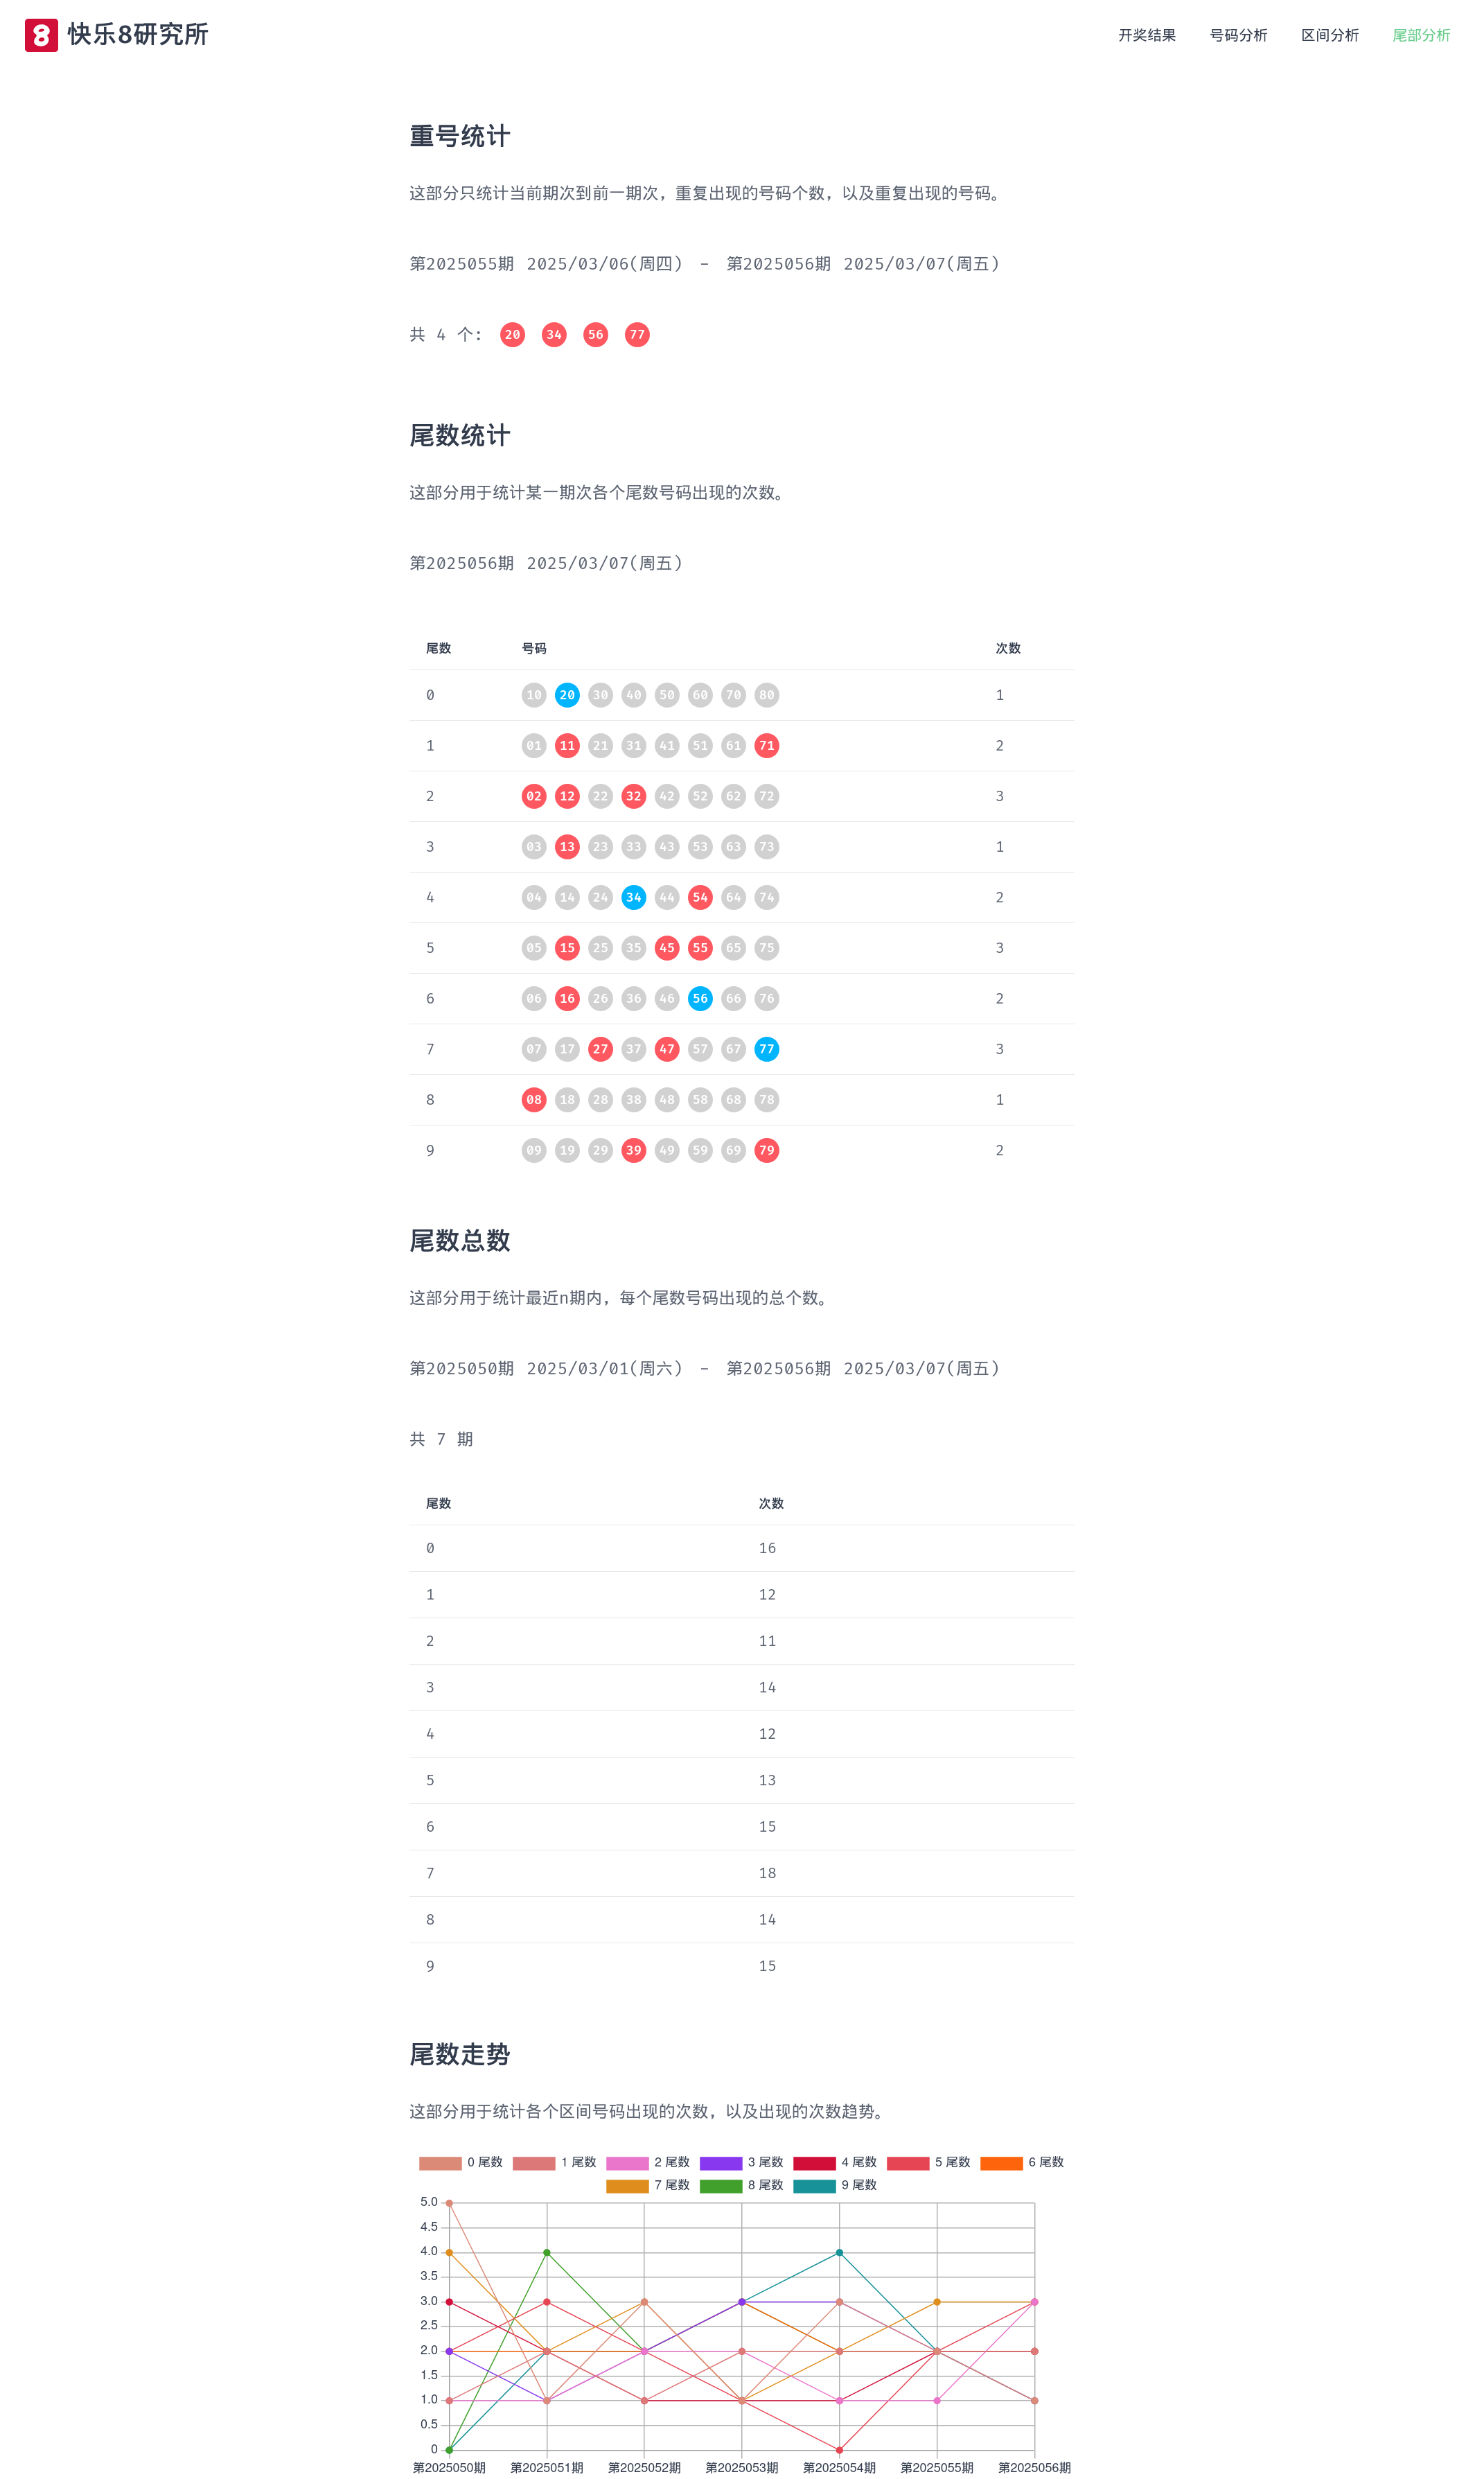 8 快乐8研究所 开奖结果 号码分析 区间分析 尾部分析
重号统计
这部分只统计当前期次到前一期次，重复出现的号码个数，以及重复出现的号码。
第2025055期 2025/03/06(周四) - 第2025056期 2025/03/07(周五)
共 4 个: 20 34 56 77
尾数统计
这部分用于统计某一期次各个尾数号码出现的次数。
第2025056期 2025/03/07(周五)
尾数 号码 次数
0 10 20 30 40 50 60 70 80 1
1 01 11 21 31 41 51 61 71 2
2 02 12 22 32 42 52 62 72 3
3 03 13 23 33 43 53 63 73 1
4 04 14 24 34 44 54 64 74 2
5 05 15 25 35 45 55 65 75 3
6 06 16 26 36 46 56 66 76 2
7 07 17 27 37 47 57 67 77 3
8 08 18 28 38 48 58 68 78 1
9 09 19 29 39 49 59 69 79 2
尾数总数
这部分用于统计最近n期内，每个尾数号码出现的总个数。
第2025050期 2025/03/01(周六) - 第2025056期 2025/03/07(周五)
共 7 期
尾数 次数
0 16
1 12
2 11
3 14
4 12
5 13
6 15
7 18
8 14
9 15
尾数走势
这部分用于统计各个区间号码出现的次数，以及出现的次数趋势。
0 尾数 1 尾数 2 尾数 3 尾数 4 尾数 5 尾数 6 尾数
7 尾数 8 尾数 9 尾数
5.0
4.5
4.0
3.5
3.0
2.5
2.0
1.5
1.0
0.5
0
第2025050期 第2025051期 第2025052期 第2025053期 第2025054期 第2025055期 第2025056期